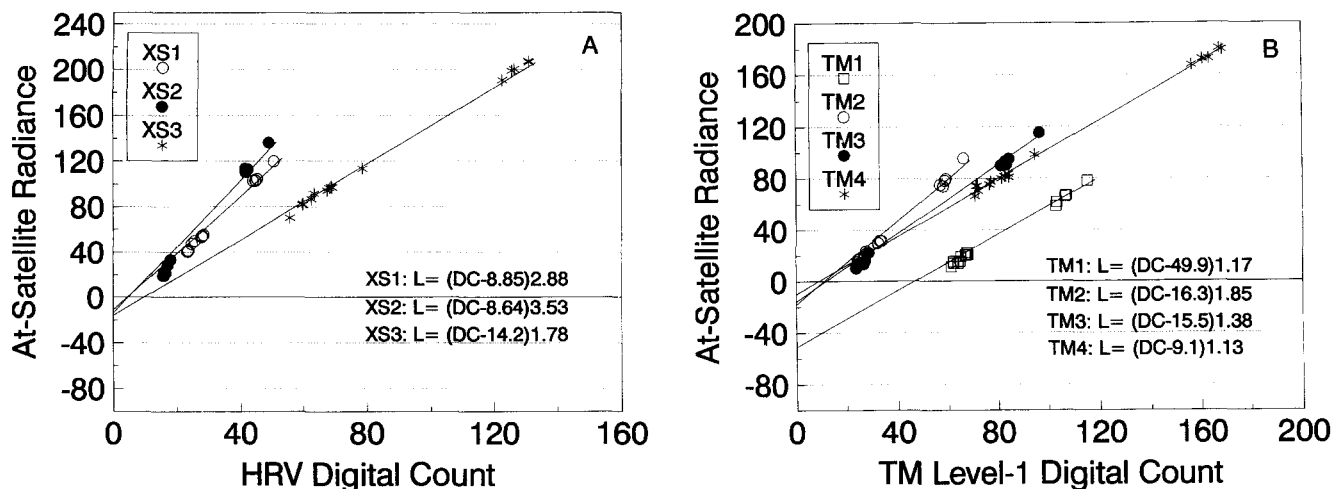 A
XS1
XS2
XS3
240
200
160
120
80
40
0
-40
-80
At-Satellite Radiance
XS1: L= (DC-8.85)2.88
XS2: L= (DC-8.64)3.53
XS3: L= (DC-14.2)1.78
0 40 80 120 160
HRV Digital Count
B
TM1
TM2
TM3
TM4
200
160
120
80
40
0
-40
-80
At-Satellite Radiance
TM1: L= (DC-49.9)1.17
TM2: L= (DC-16.3)1.85
TM3: L= (DC-15.5)1.38
TM4: L= (DC-9.1)1.13
0 40 80 120 160 200
TM Level-1 Digital Count